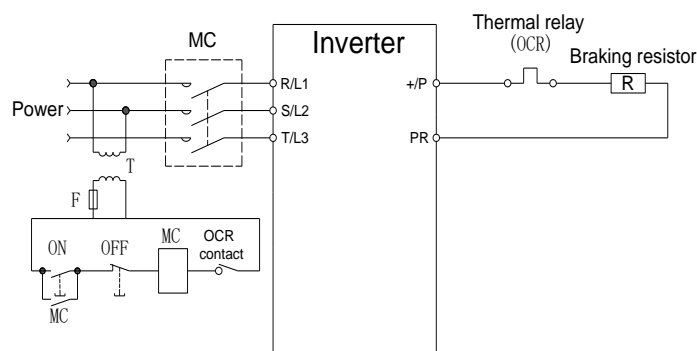 MC
Inverter
Thermal relay
(OCR)
Braking resistor
Power
R/L1
S/L2
T/L3
+/P
R
PR
T
F
ON
OFF
MC
OCR
contact
MC